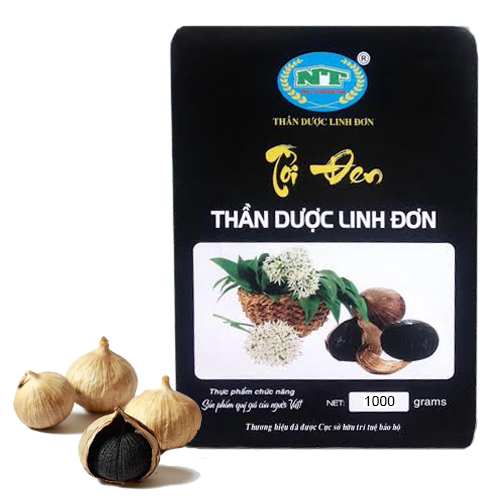 NT
®
THẦN DƯỢC LINH ĐƠN
Tỏi Đen
THẦN DƯỢC LINH ĐƠN
Thực phẩm chức năng
Sản phẩm quý giá của người Việt!
NET: 1000 grams
Thương hiệu đã được Cục sở hữu trí tuệ bảo hộ